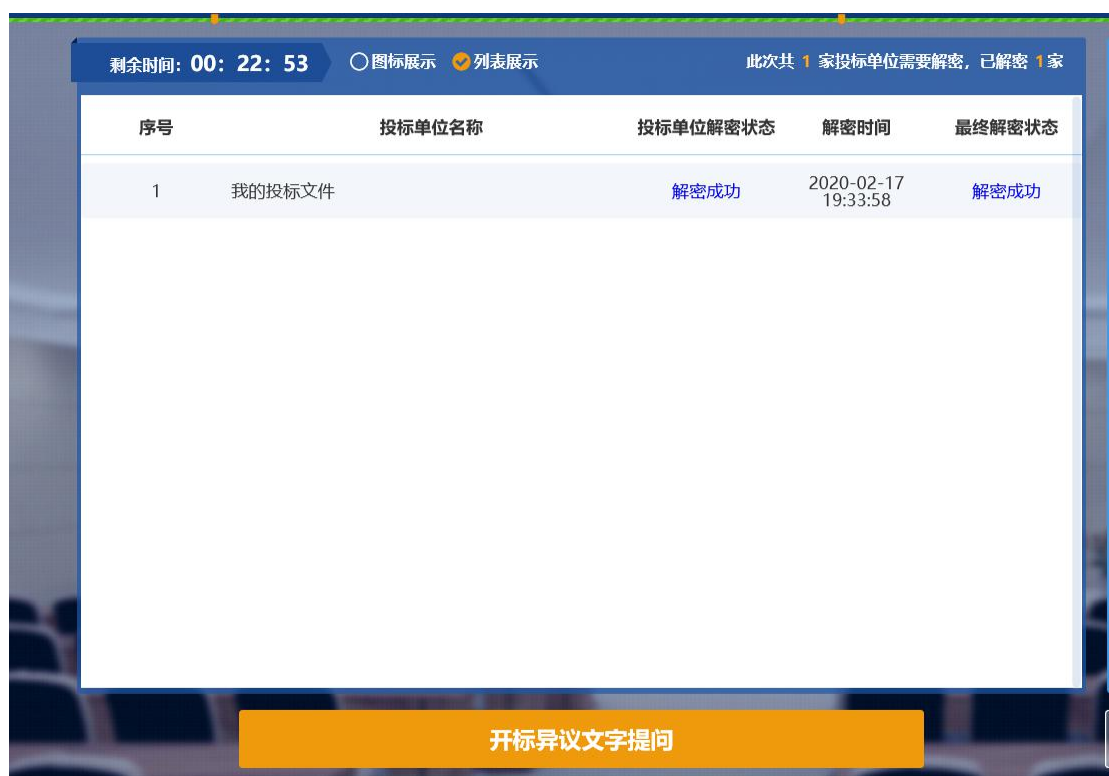 剩余时间: 00: 22: 53 图标展示 列表展示 此次共 1 家投标单位需要解密, 已解密 1家
序号 投标单位名称 投标单位解密状态 解密时间 最终解密状态
1 我的投标文件 解密成功 2020-02-17 19:33:58 解密成功
开标异议文字提问